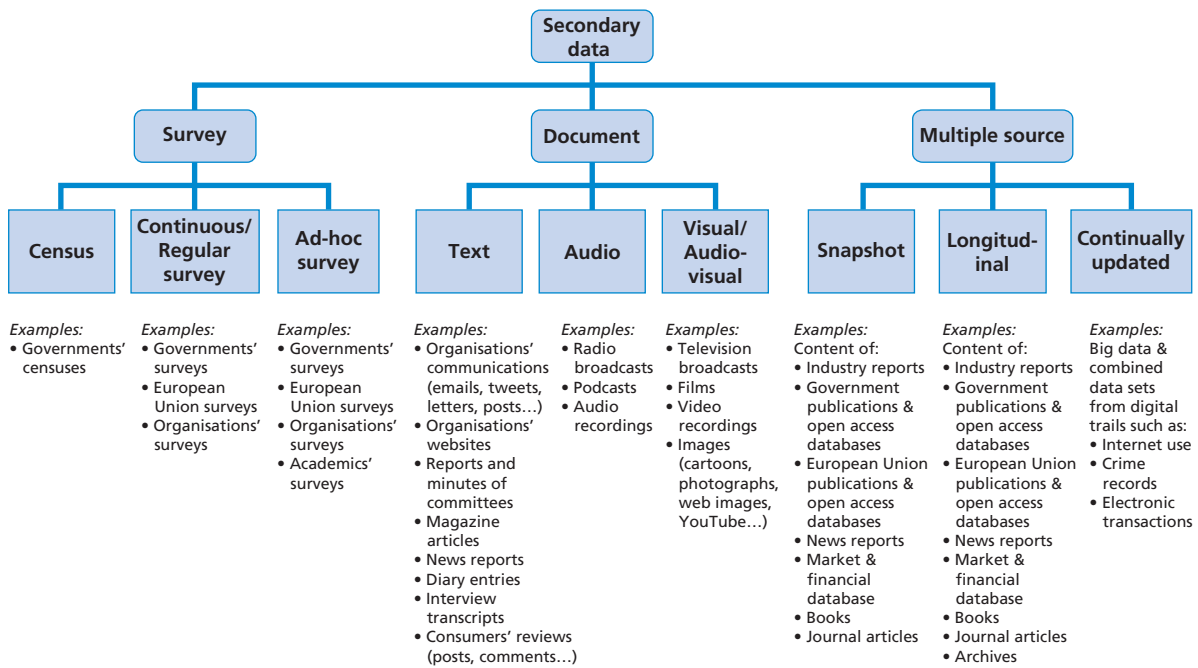 Secondary
data
Survey
Document
Multiple source
Census
Continuous/
Regular
survey
Ad-hoc
survey
Text
Audio
Visual/
Audio-
visual
Snapshot
Longitud-
inal
Continually
updated
Examples:
• Governments’
censuses
Examples:
• Governments’
surveys
• European
Union surveys
• Organisations’
surveys
Examples:
• Governments’
surveys
• European
Union surveys
• Organisations’
surveys
• Academics’
surveys
Examples:
• Organisations’
communications
(emails, tweets,
letters, posts…)
• Organisations’
websites
• Reports and
minutes of
committees
• Magazine
articles
• News reports
• Diary entries
• Interview
transcripts
• Consumers’ reviews
(posts, comments…)
Examples:
• Radio
broadcasts
• Podcasts
• Audio
recordings
Examples:
• Television
broadcasts
• Films
• Video
recordings
• Images
(cartoons,
photographs,
web images,
YouTube…)
Examples:
Content of:
• Industry reports
• Government
publications &
open access
databases
• European Union
publications &
open access
databases
• News reports
• Market &
financial
database
• Books
• Journal articles
Examples:
Content of:
• Industry reports
• Government
publications &
open access
databases
• European Union
publications &
open access
databases
• News reports
• Market &
financial
database
• Books
• Journal articles
• Archives
Examples:
Big data &
combined
data sets
from digital
trails such as:
• Internet use
• Crime
records
• Electronic
transactions